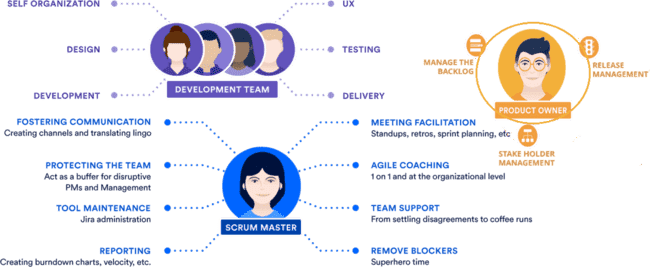 SELF ORGANIZATION
UX
DESIGN
TESTING
DEVELOPMENT
DELIVERY
DEVELOPMENT TEAM
MANAGE THE
BACKLOG
RELEASE
MANAGEMENT
PRODUCT OWNER
STAKE HOLDER
MANAGEMENT
FOSTERING COMMUNICATION
Creating channels and translating lingo
MEETING FACILITATION
Standups, retros, sprint planning, etc
PROTECTING THE TEAM
Act as a buffer for disruptive
PMs and Management
AGILE COACHING
1 on 1 and at the organizational level
TOOL MAINTENANCE
Jira administration
TEAM SUPPORT
From settling disagreements to coffee runs
SCRUM MASTER
REPORTING
Creating burndown charts, velocity, etc.
REMOVE BLOCKERS
Superhero time